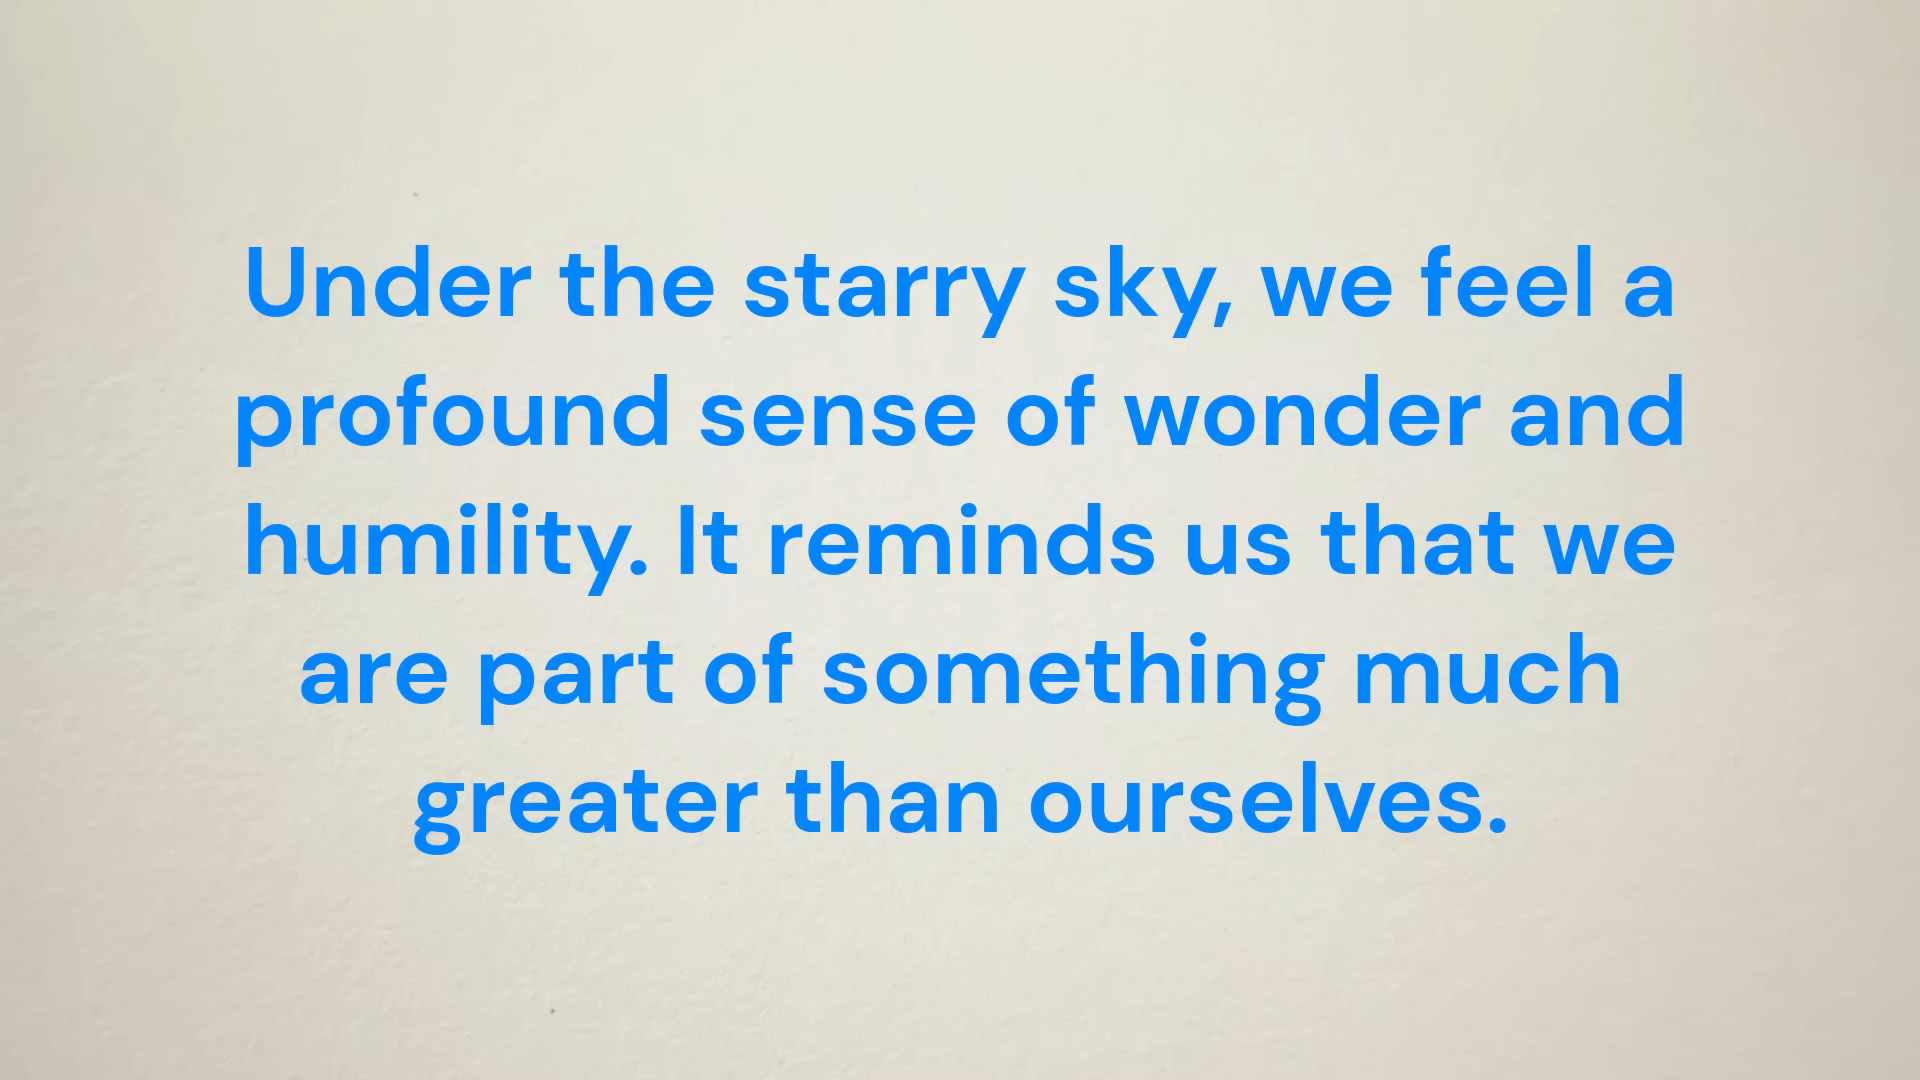 Under the starry sky, we feel a
profound sense of wonder and
humility. It reminds us that we
are part of something much
greater than ourselves.